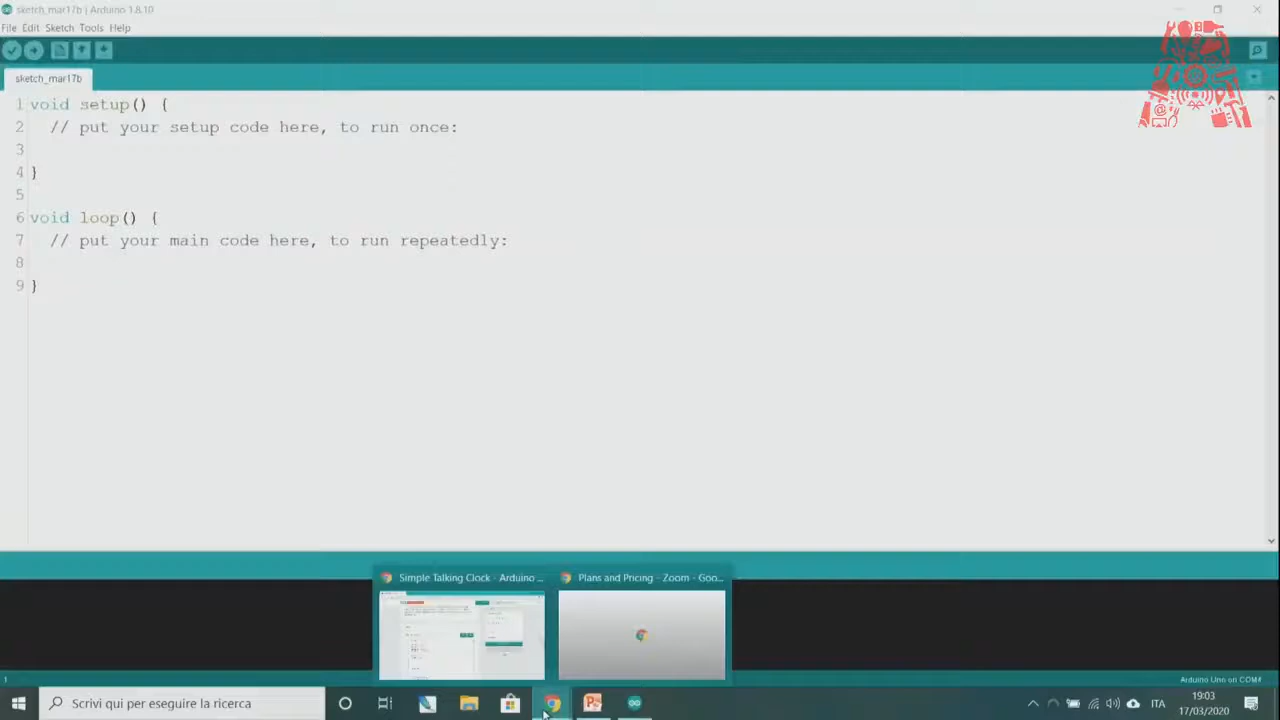 sketch_mar17b | Arduino 1.8.10
File Edit Sketch Tools Help
sketch_mar17b
1 void setup() {
2 // put your setup code here, to run once:
3
4 }
5
6 void loop() {
7 // put your main code here, to run repeatedly:
8
9 }
Simple Talking Clock - Arduino ...
Plans and Pricing - Zoom - Goo...
1
Arduino Uno on COM
Scrivi qui per eseguire la ricerca
ITA
19:03
17/03/2020